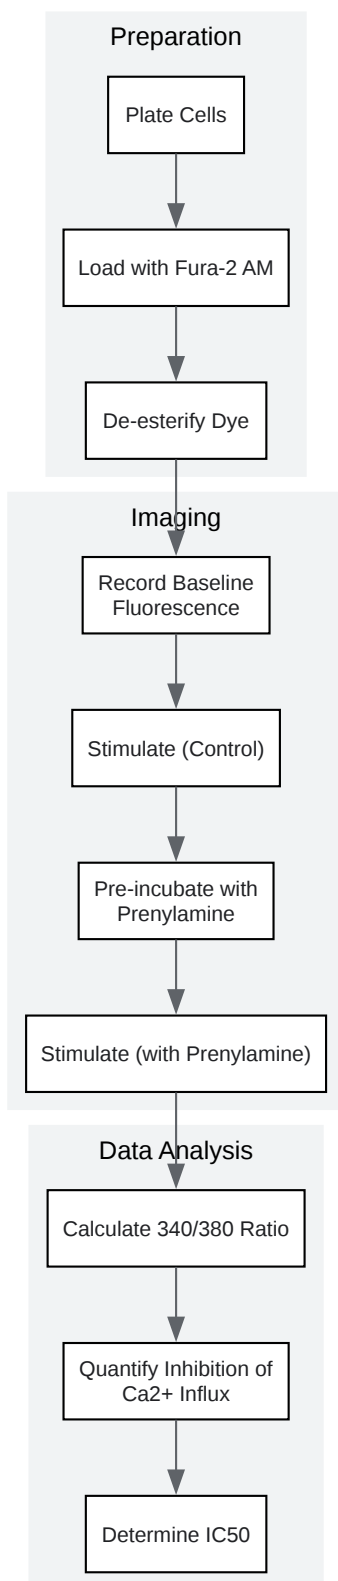 Preparation
Plate Cells
Load with Fura-2 AM
De-esterify Dye
Imaging
Record Baseline
Fluorescence
Stimulate (Control)
Pre-incubate with
Prenylamine
Stimulate (with Prenylamine)
Data Analysis
Calculate 340/380 Ratio
Quantify Inhibition of
Ca2+ Influx
Determine IC50